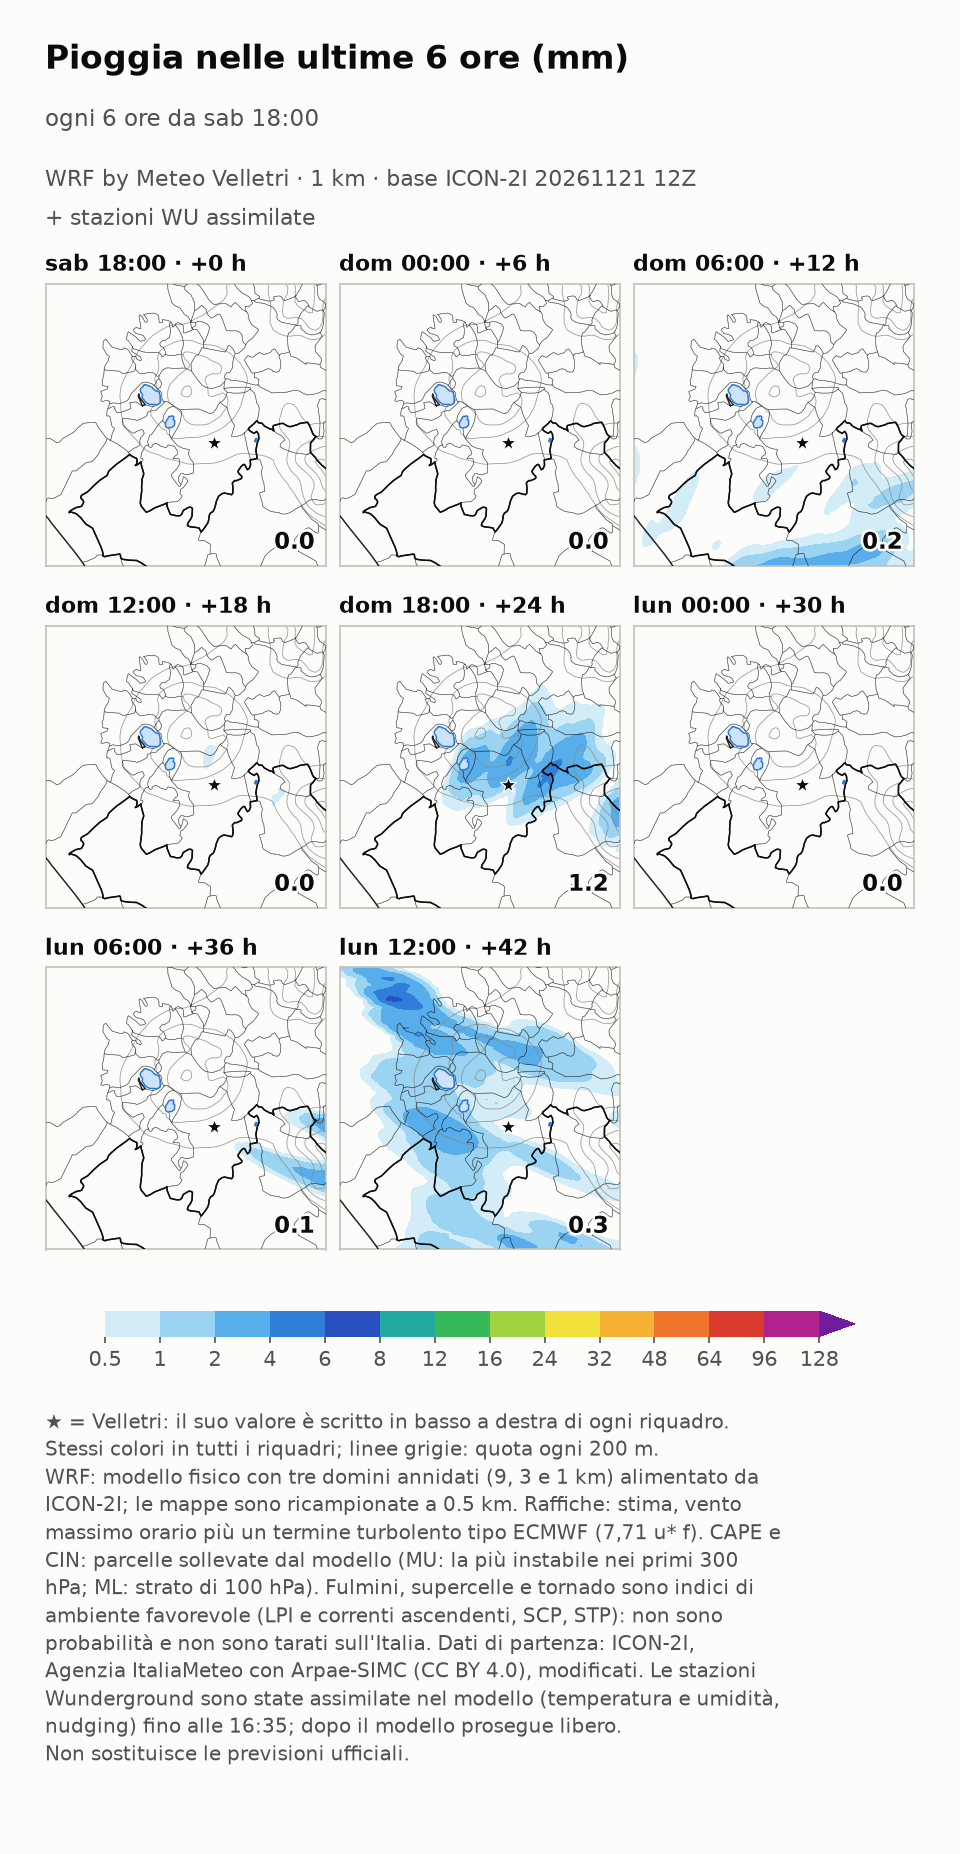 Pioggia nelle ultime 6 ore (mm)
ogni 6 ore da sab 18:00
WRF by Meteo Velletri · 1 km · base ICON-2I 20261121 12Z
+ stazioni WU assimilate
sab 18:00 · +0 h
dom 00:00 · +6 h
dom 06:00 · +12 h
0.0
0.0
0.2
dom 12:00 · +18 h
dom 18:00 · +24 h
lun 00:00 · +30 h
0.0
1.2
0.0
lun 06:00 · +36 h
lun 12:00 · +42 h
0.1
0.3
0.5 1 2 4 6 8 12 16 24 32 48 64 96 128
★ = Velletri: il suo valore è scritto in basso a destra di ogni riquadro.
Stessi colori in tutti i riquadri; linee grigie: quota ogni 200 m.
WRF: modello fisico con tre domini annidati (9, 3 e 1 km) alimentato da
ICON-2I; le mappe sono ricampionate a 0.5 km. Raffiche: stima, vento
massimo orario più un termine turbolento tipo ECMWF (7,71 u* f). CAPE e
CIN: parcelle sollevate dal modello (MU: la più instabile nei primi 300
hPa; ML: strato di 100 hPa). Fulmini, supercelle e tornado sono indici di
ambiente favorevole (LPI e correnti ascendenti, SCP, STP): non sono
probabilità e non sono tarati sull'Italia. Dati di partenza: ICON-2I,
Agenzia ItaliaMeteo con Arpae-SIMC (CC BY 4.0), modificati. Le stazioni
Wunderground sono state assimilate nel modello (temperatura e umidità,
nudging) fino alle 16:35; dopo il modello prosegue libero.
Non sostituisce le previsioni ufficiali.